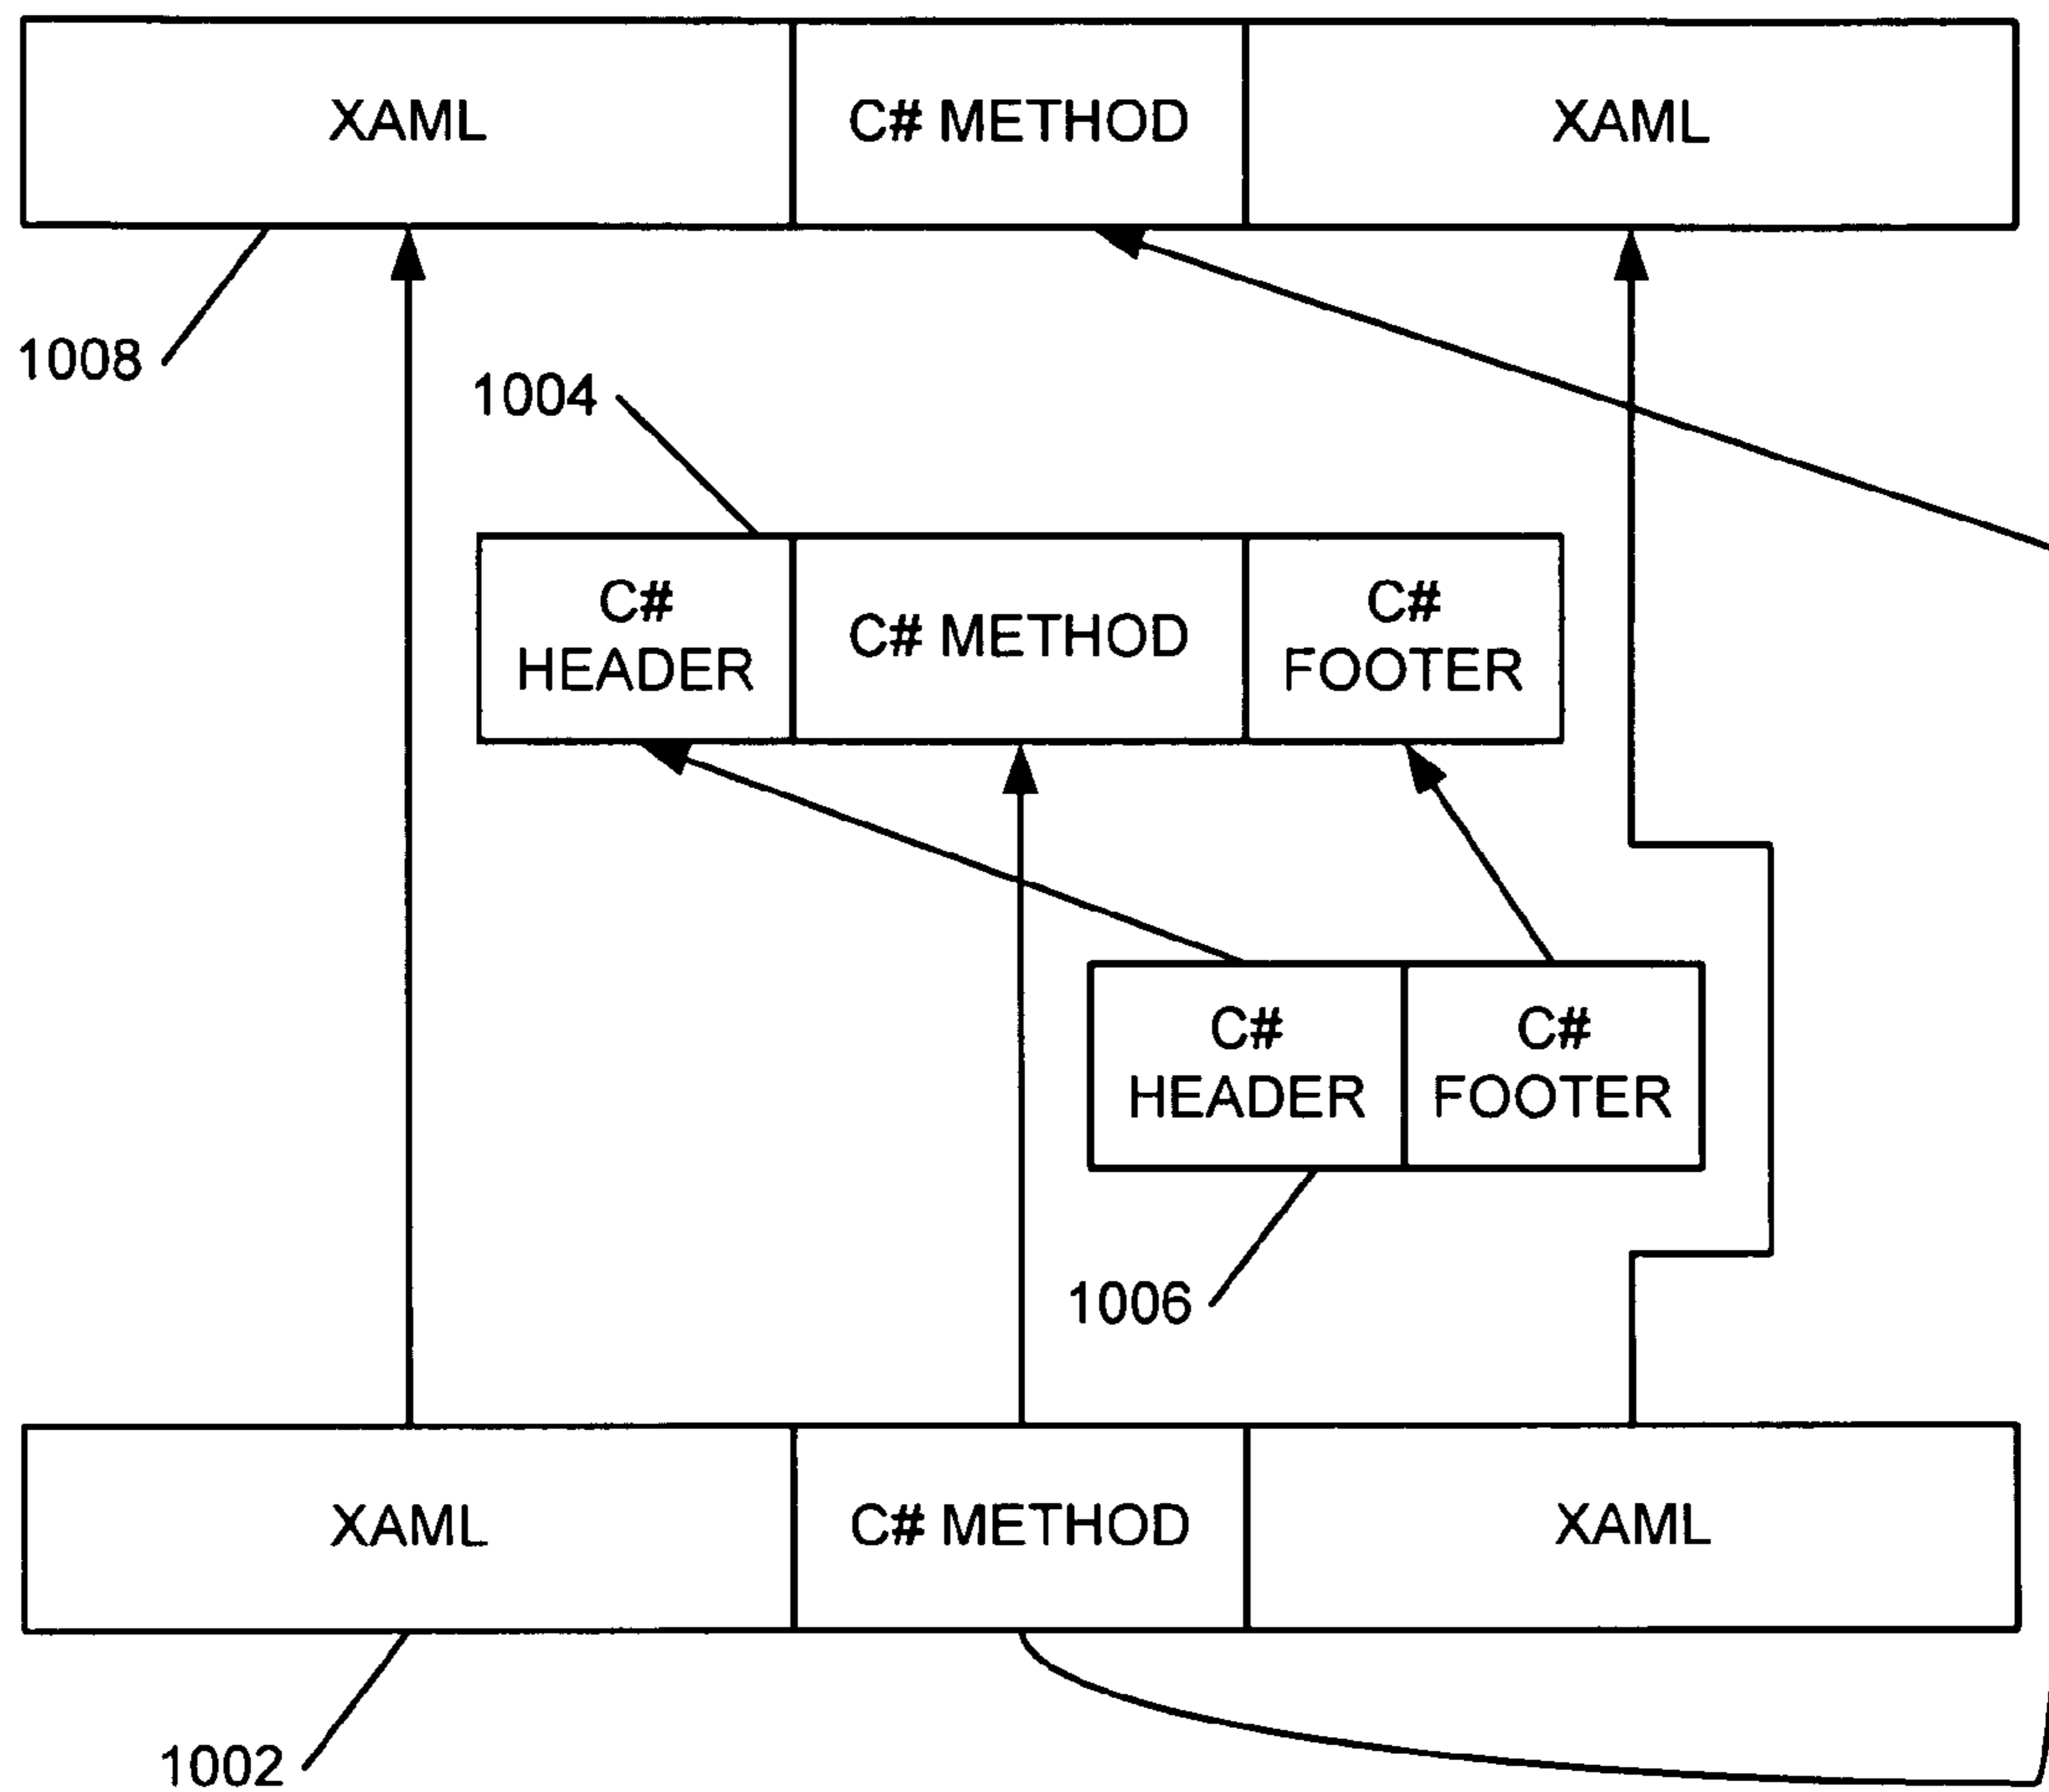 XAML
C# METHOD
XAML
1008
1004
C#
HEADER
C# METHOD
C#
FOOTER
C#
HEADER
C#
FOOTER
1006
XAML
C# METHOD
XAML
1002